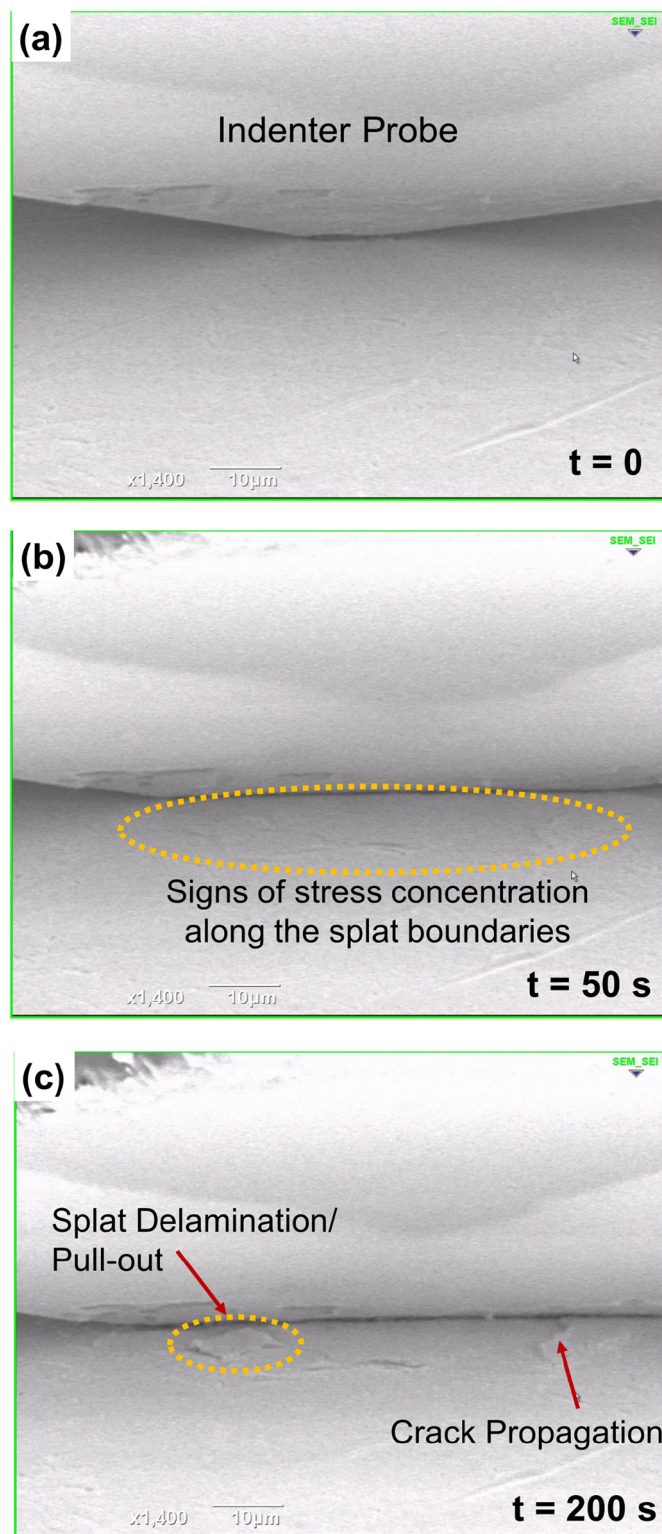 (a)
SEM_SEI
Indenter Probe
x1,400 10µm
t = 0
(b)
SEM_SEI
Signs of stress concentration
along the splat boundaries
x1,400 10µm
t = 50 s
(c)
SEM_SEI
Splat Delamination/
Pull-out
Crack Propagation
x1,400 10µm
t = 200 s